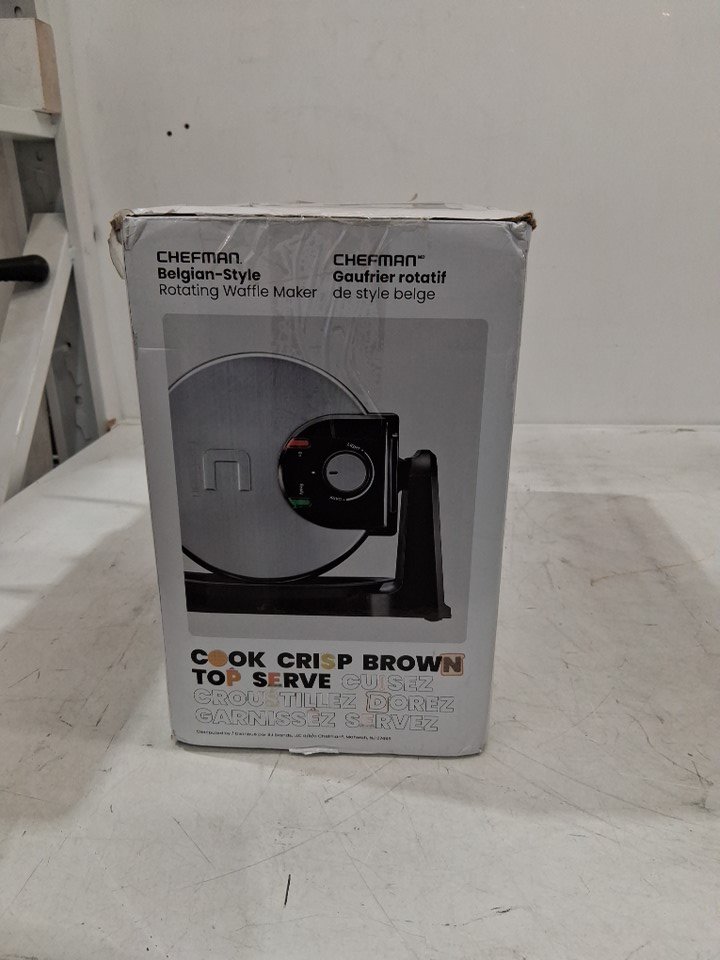 CHEFMAN.
Belgian-Style
Rotating Waffle Maker
CHEFMAN MD
Gaufrier rotatif
de style belge
COOK CRISP BROWN
TOP SERVE CUISEZ
CROUSTILLEZ DOREZ
GARNISSEZ SERVEZ